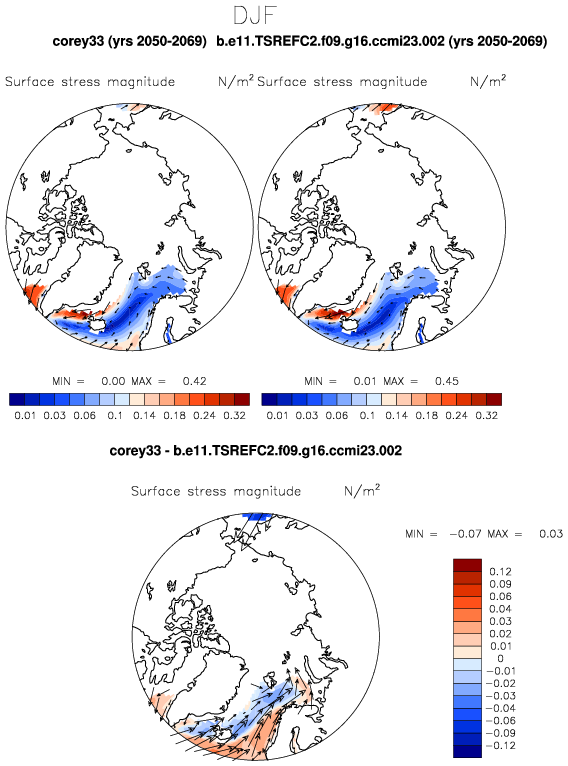 DJF
corey33 (yrs 2050-2069) b.e11.TSREFC2.f09.g16.ccmi23.002 (yrs 2050-2069)
Surface stress magnitude N/m2 Surface stress magnitude N/m2
MIN = 0.00 MAX = 0.42 MIN = 0.01 MAX = 0.45
0.01 0.03 0.06 0.1 0.14 0.18 0.24 0.32 0.01 0.03 0.06 0.1 0.14 0.18 0.24 0.32
corey33 - b.e11.TSREFC2.f09.g16.ccmi23.002
Surface stress magnitude N/m2
MIN = -0.07 MAX = 0.03
0.12
0.09
0.06
0.04
0.03
0.02
0.01
0
-0.01
-0.02
-0.03
-0.04
-0.06
-0.09
-0.12